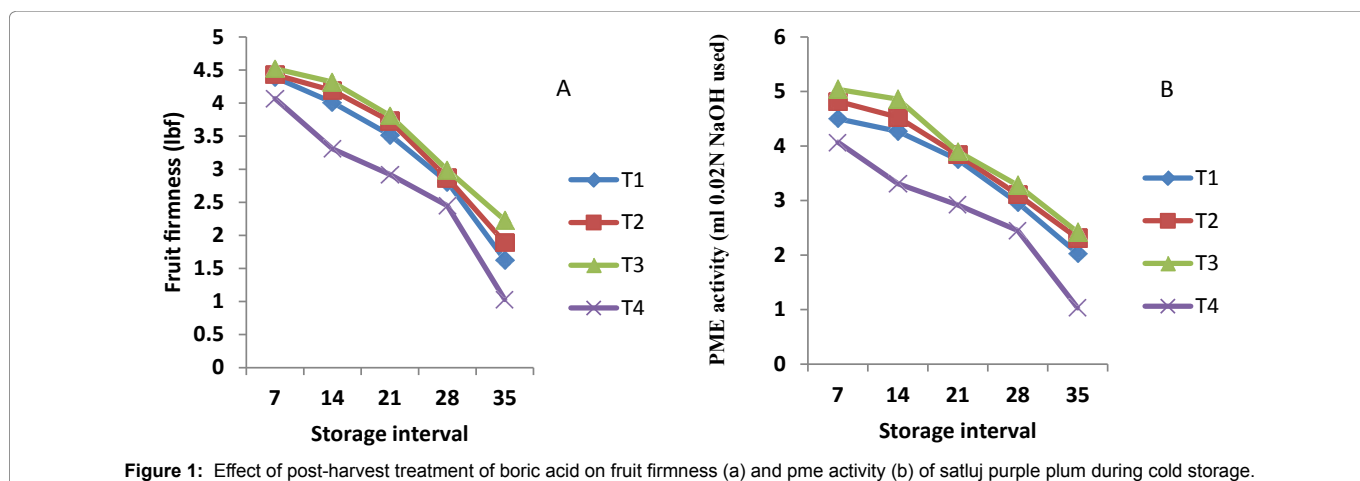 5
4.5
4
3.5
3
2.5
2
1.5
1
0.5
0
Fruit firmness (lbf)
7 14 21 28 35
Storage interval
A
T1
T2
T3
T4
6
5
4
3
2
1
0
PME activity (ml 0.02N NaOH used)
7 14 21 28 35
Storage interval
B
T1
T2
T3
T4
Figure 1: Effect of post-harvest treatment of boric acid on fruit firmness (a) and pme activity (b) of satluj purple plum during cold storage.